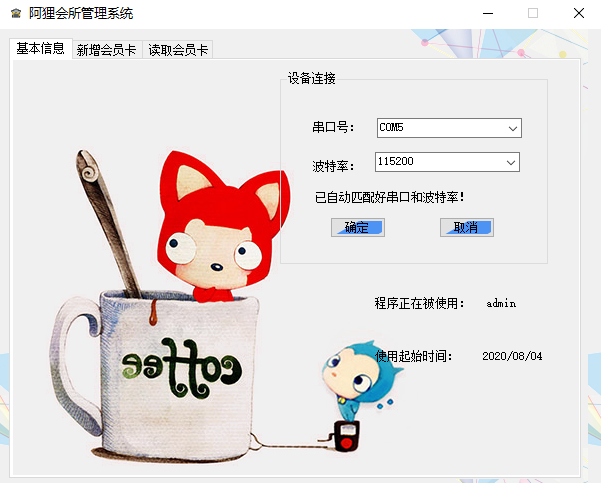 阿狸会所管理系统
基本信息 新增会员卡 读取会员卡
设备连接
串口号： COM5
波特率： 115200
已自动匹配好串口和波特率！
确定 取消
程序正在被使用： admin
使用起始时间： 2020/08/04
coffee